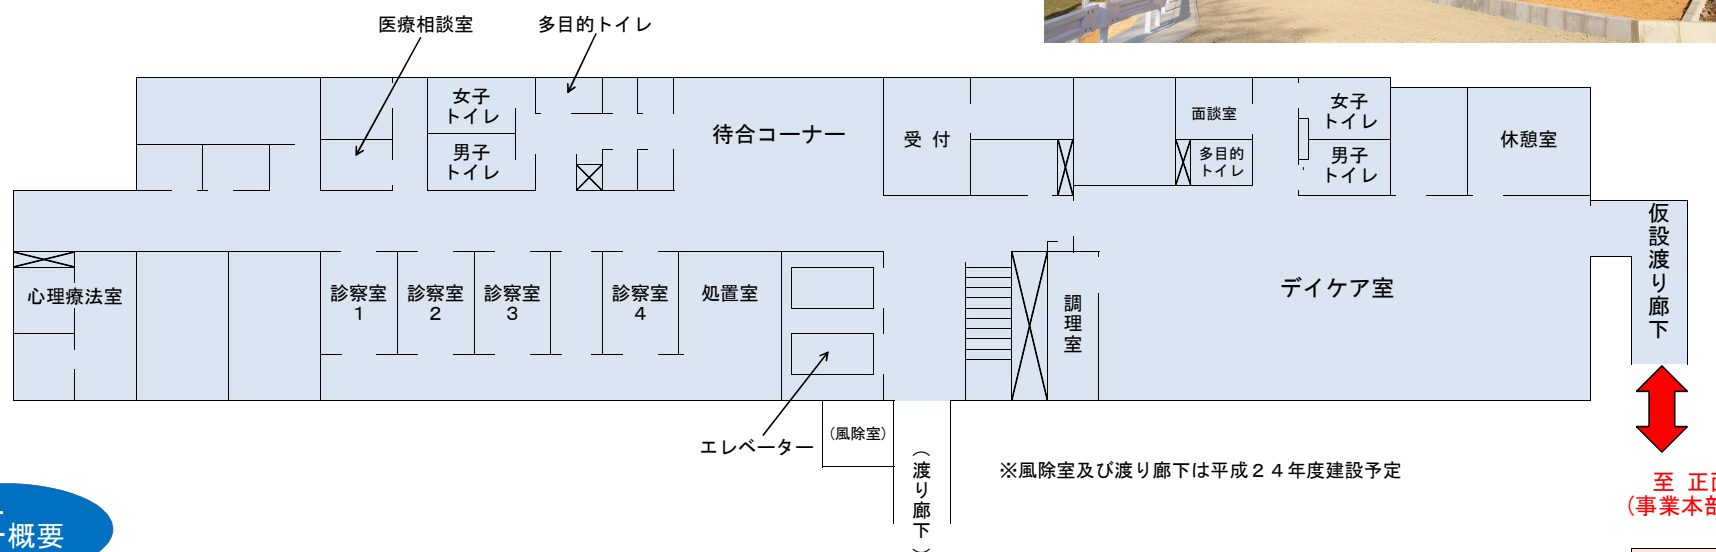 医療相談室
多目的トイレ
女子
トイレ
男子
トイレ
待合コーナー
受 付
面談室
多目的
トイレ
女子
トイレ
男子
トイレ
休憩室
仮設渡り廊下
心理療法室
診察室
1
診察室
2
診察室
3
診察室
4
処置室
調理室
デイケア室
エレベーター
(風除室)
(渡り廊下)
※風除室及び渡り廊下は平成24年度建設予定
至 正面
(事業本部
概要